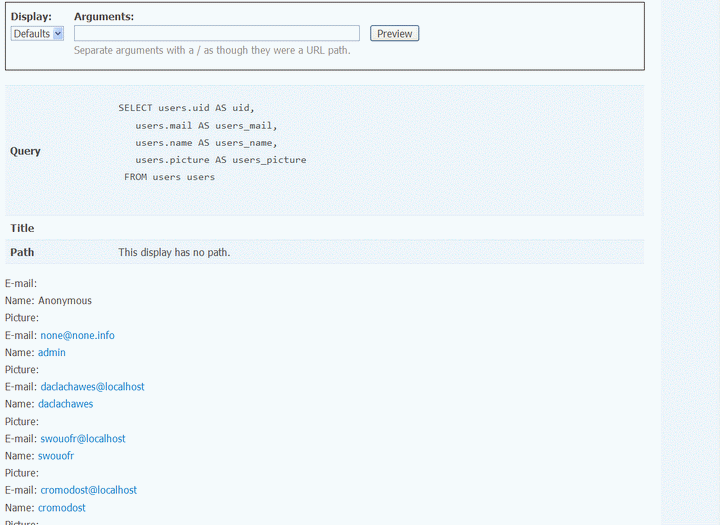 Display: Arguments:
Defaults Preview
Separate arguments with a / as though they were a URL path.
Query
SELECT users.uid AS uid,
users.mail AS users_mail,
users.name AS users_name,
users.picture AS users_picture
FROM users users
Title
Path This display has no path.
E-mail:
Name: Anonymous
Picture:
E-mail: none@none.info
Name: admin
Picture:
E-mail: daclachawes@localhost
Name: daclachawes
Picture:
E-mail: swouofr@localhost
Name: swouofr
Picture:
E-mail: cromodost@localhost
Name: cromodost
Picture: